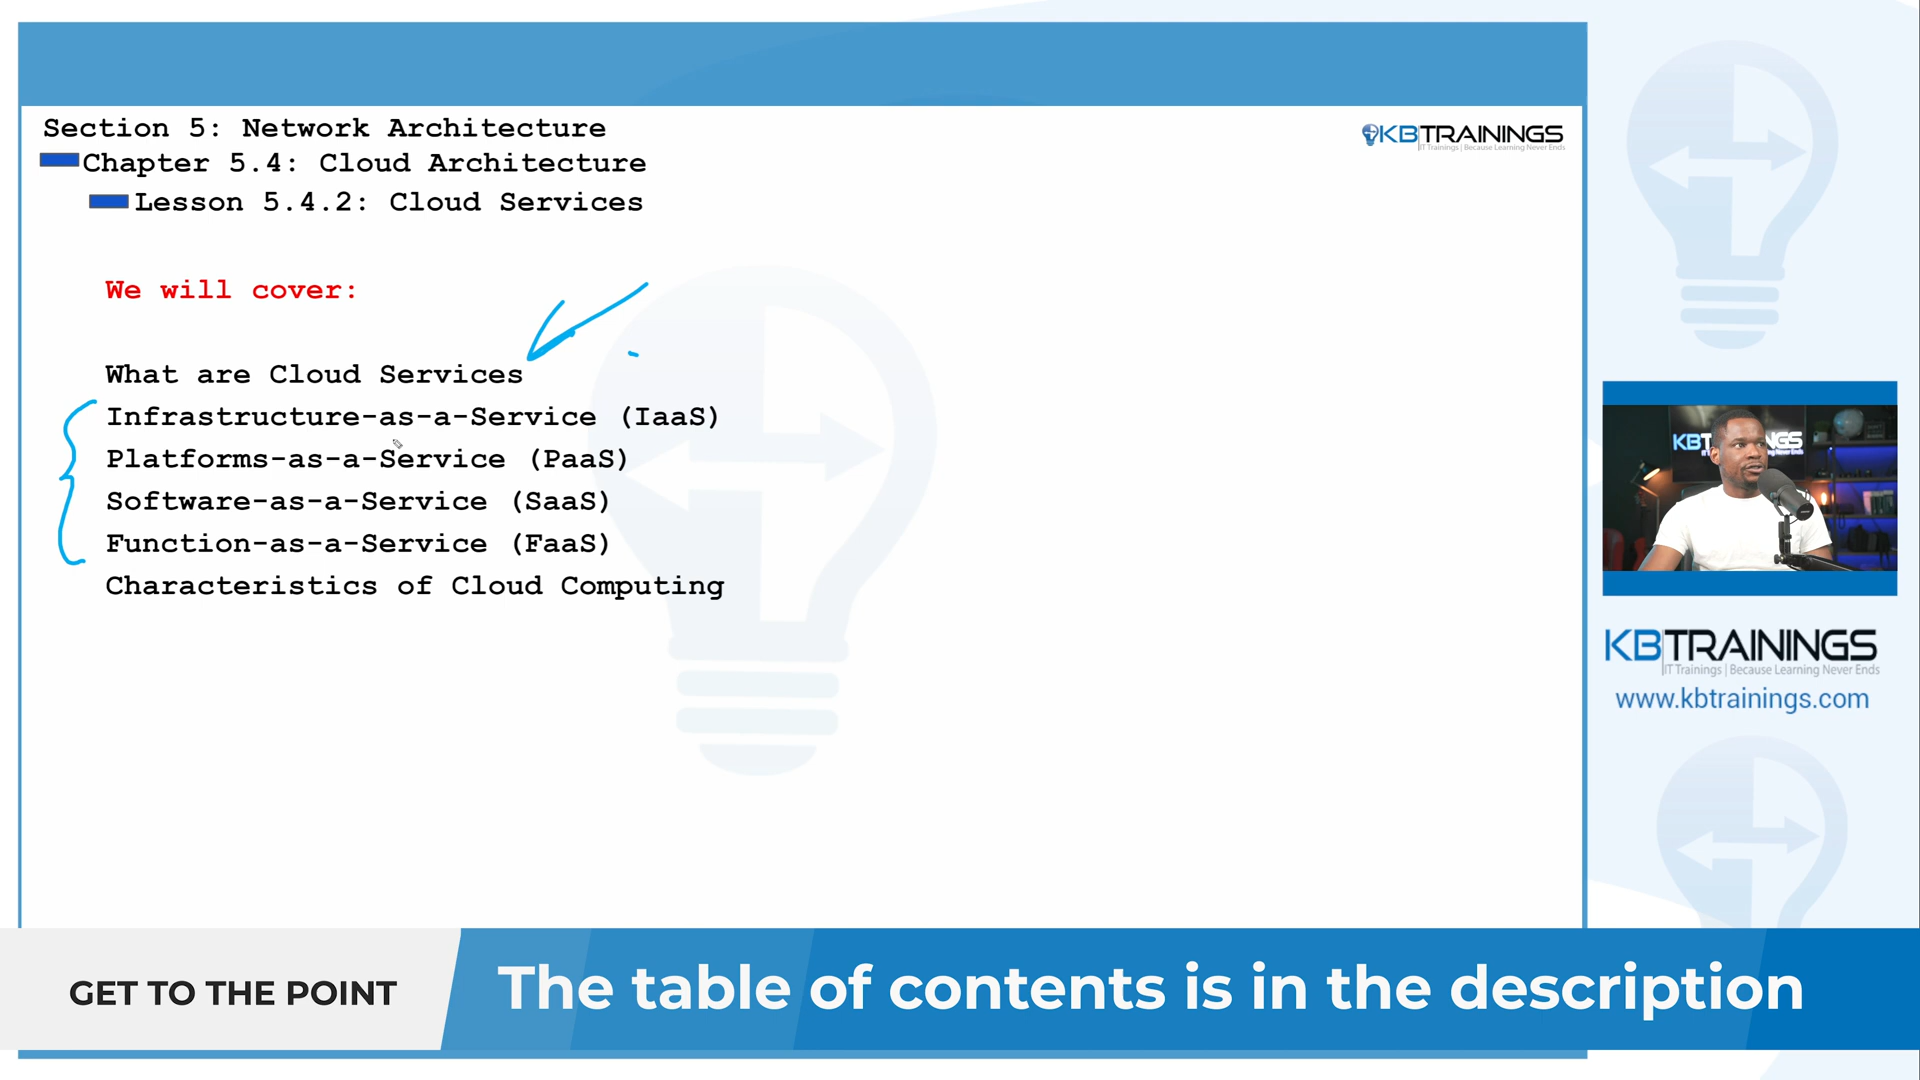 Section 5: Network Architecture
Chapter 5.4: Cloud Architecture
Lesson 5.4.2: Cloud Services
KBTRAININGS
IT Trainings | Because Learning Never Ends
We will cover:
What are Cloud Services
Infrastructure-as-a-Service (IaaS)
Platforms-as-a-Service (PaaS)
Software-as-a-Service (SaaS)
Function-as-a-Service (FaaS)
Characteristics of Cloud Computing
KBTRAININGS
IT Trainings | Because Learning Never Ends
www.kbtrainings.com
GET TO THE POINT
The table of contents is in the description